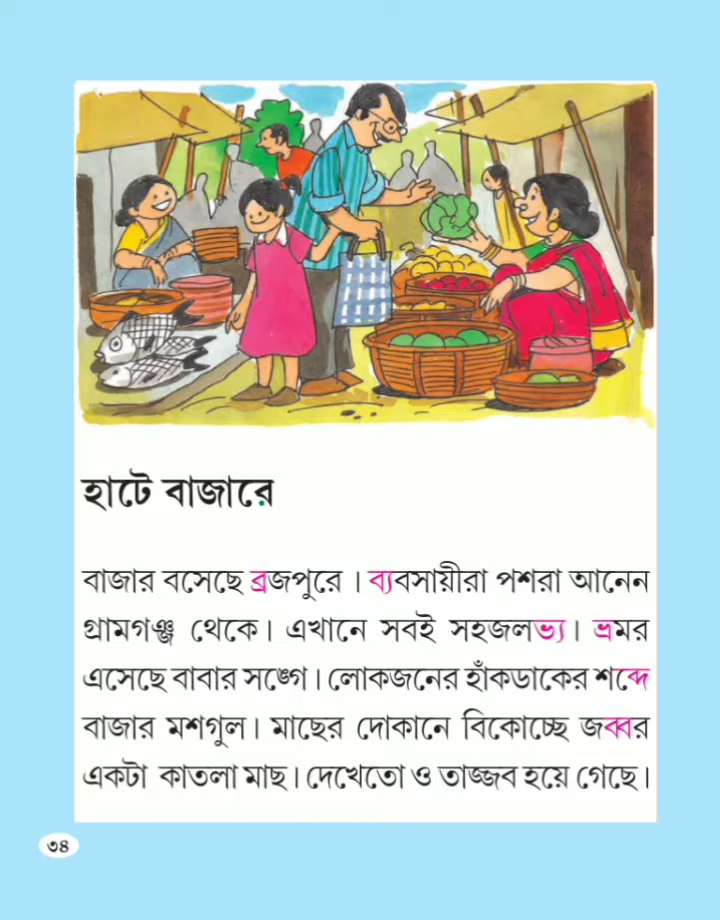 হাটে বাজারে
বাজার বসেছে ব্রজপুরে । ব্যবসায়ীরা পশরা আনেন
গ্রামগঞ্জ থেকে। এখানে সবই সহজলভ্য। ভ্রমর
এসেছে বাবার সঙ্গে। লোকজনের হাঁকডাকের শব্দে
বাজার মশগুল। মাছের দোকানে বিকোচ্ছে জব্বর
একটা কাতলা মাছ। দেখেতো ও তাজ্জব হয়ে গেছে।
৩৪